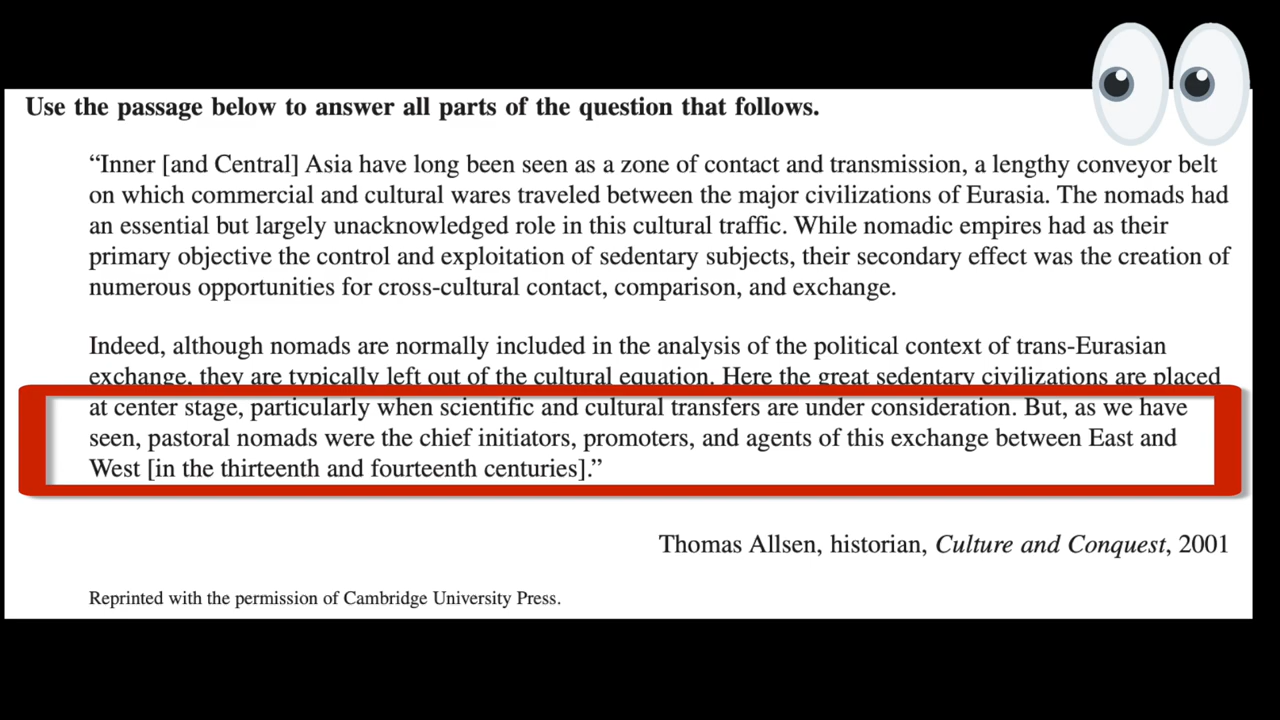 Use the passage below to answer all parts of the question that follows.
“Inner [and Central] Asia have long been seen as a zone of contact and transmission, a lengthy conveyor belt
on which commercial and cultural wares traveled between the major civilizations of Eurasia. The nomads had
an essential but largely unacknowledged role in this cultural traffic. While nomadic empires had as their
primary objective the control and exploitation of sedentary subjects, their secondary effect was the creation of
numerous opportunities for cross-cultural contact, comparison, and exchange.
Indeed, although nomads are normally included in the analysis of the political context of trans-Eurasian
exchange, they are typically left out of the cultural equation. Here the great sedentary civilizations are placed
at center stage, particularly when scientific and cultural transfers are under consideration. But, as we have
seen, pastoral nomads were the chief initiators, promoters, and agents of this exchange between East and
West [in the thirteenth and fourteenth centuries].”
Thomas Allsen, historian, Culture and Conquest, 2001
Reprinted with the permission of Cambridge University Press.